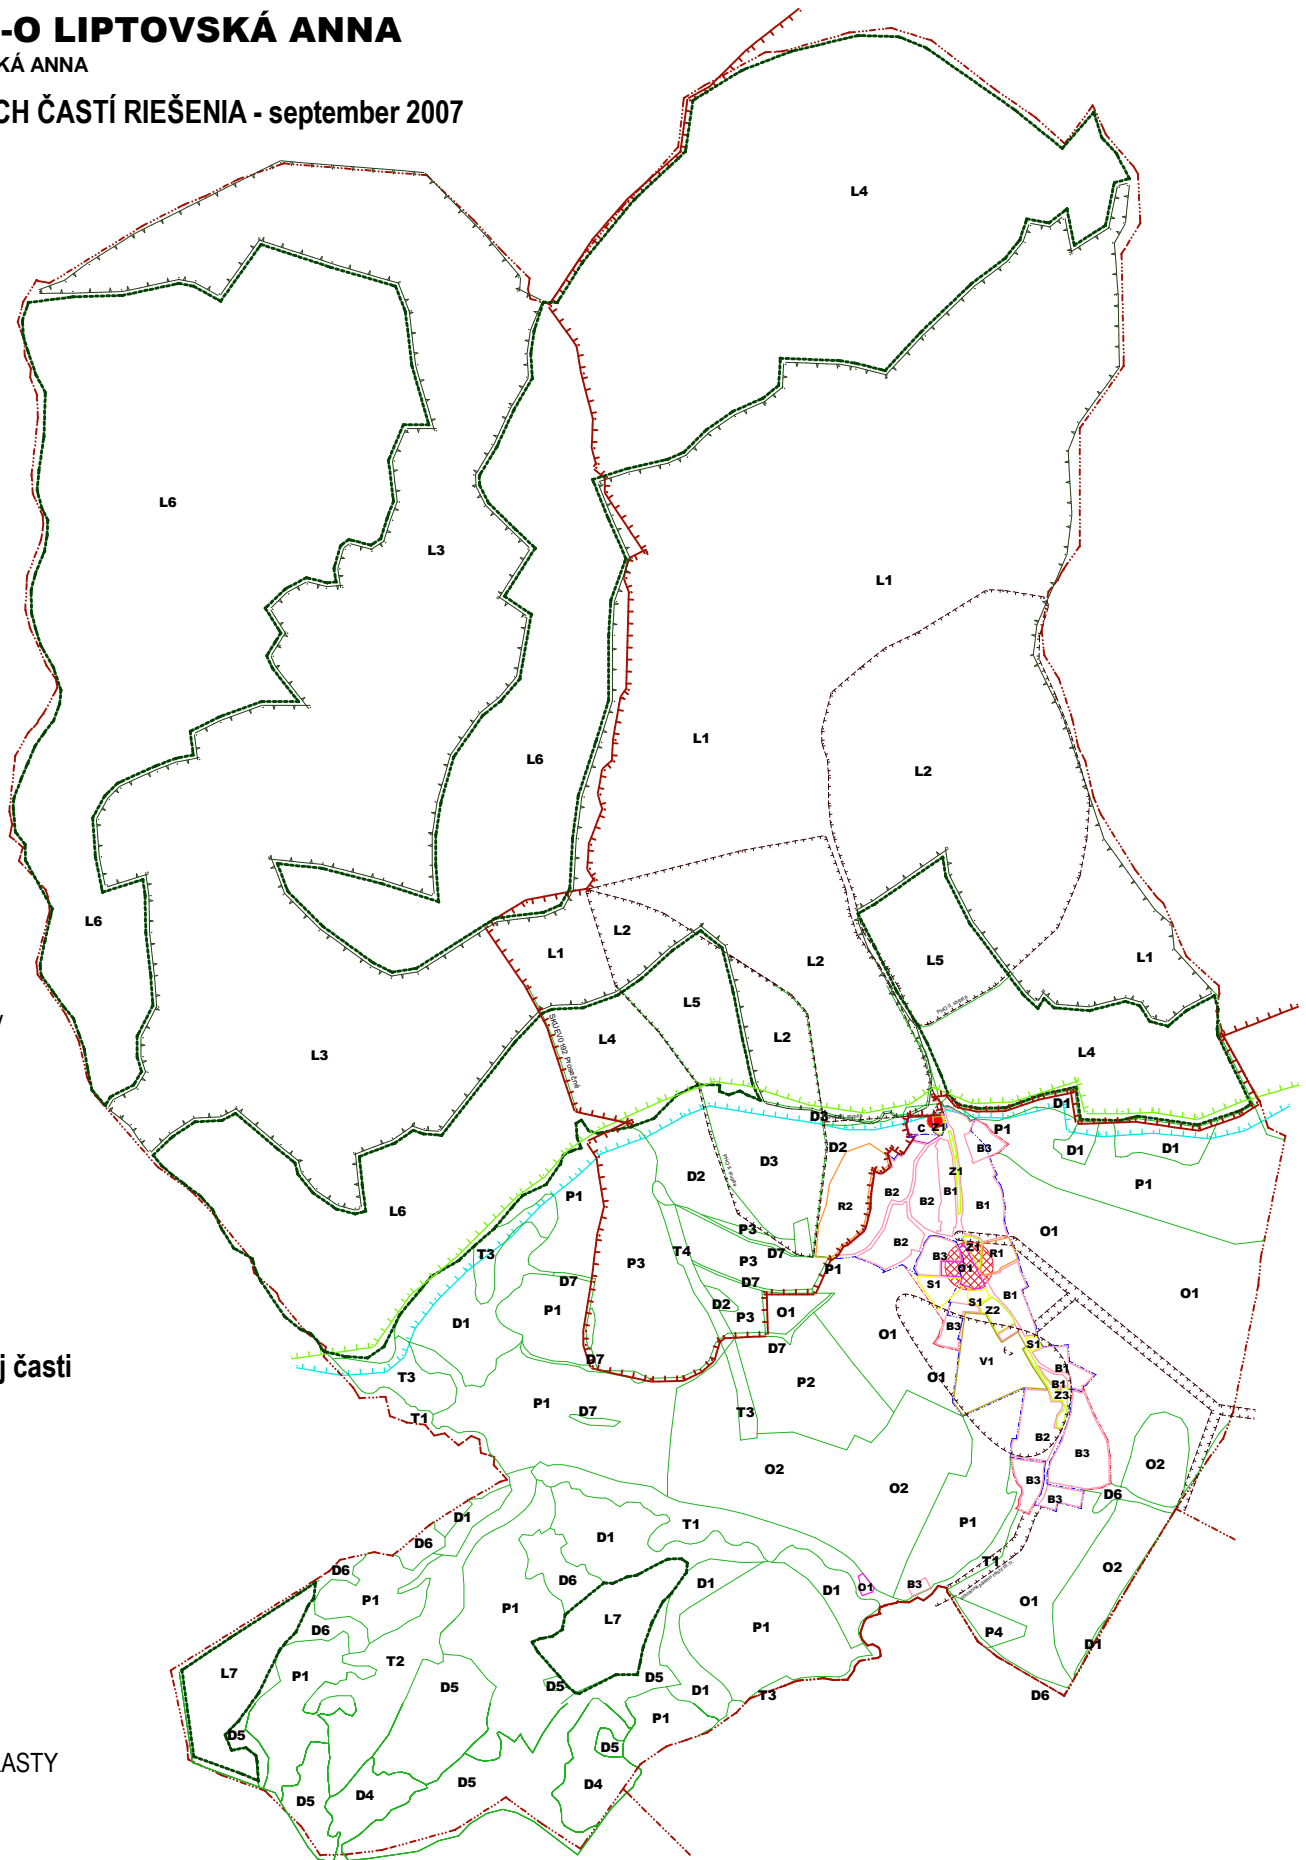 -O LIPTOVSKÁ ANNA
KÁ ANNA
CH ČASTÍ RIEŠENIA - september 2007
L4
L6
L3
L1
L1
L2
L6
L6
L2
L1
L2
L5
L1
L5
L4
L2
L3
L4
SKUEV0192 Prosečné
D1
D3
C
Z1
P1
B3
D1
D1
D2
D3
D2
Z1
P1
B2
B1
L6
P1
R2
B2
B1
O1
P3
T3
T4
D7
B2
Z1
R1
P3
P3
B3
O1
P1
D7
D7
S1
B1
O1
P1
D2
S1
Z2
D1
P3
O1
B3
O1
D7
S1
D7
V1
B1
T3
O1
B1
P2
Z3
j časti
P1
D7
T3
T1
B2
B3
O2
O2
O2
B3
D6
B3
D1
D1
T1
P1
D6
T1
D6
D6
D1
D1
O1
B3
O2
P1
P1
L7
P1
O1
D6
P4
L7
P1
T2
D5
D5
D5
D1
D1
T3
D6
P1
D5
D5
D5
D4
D4
D5
ASTY